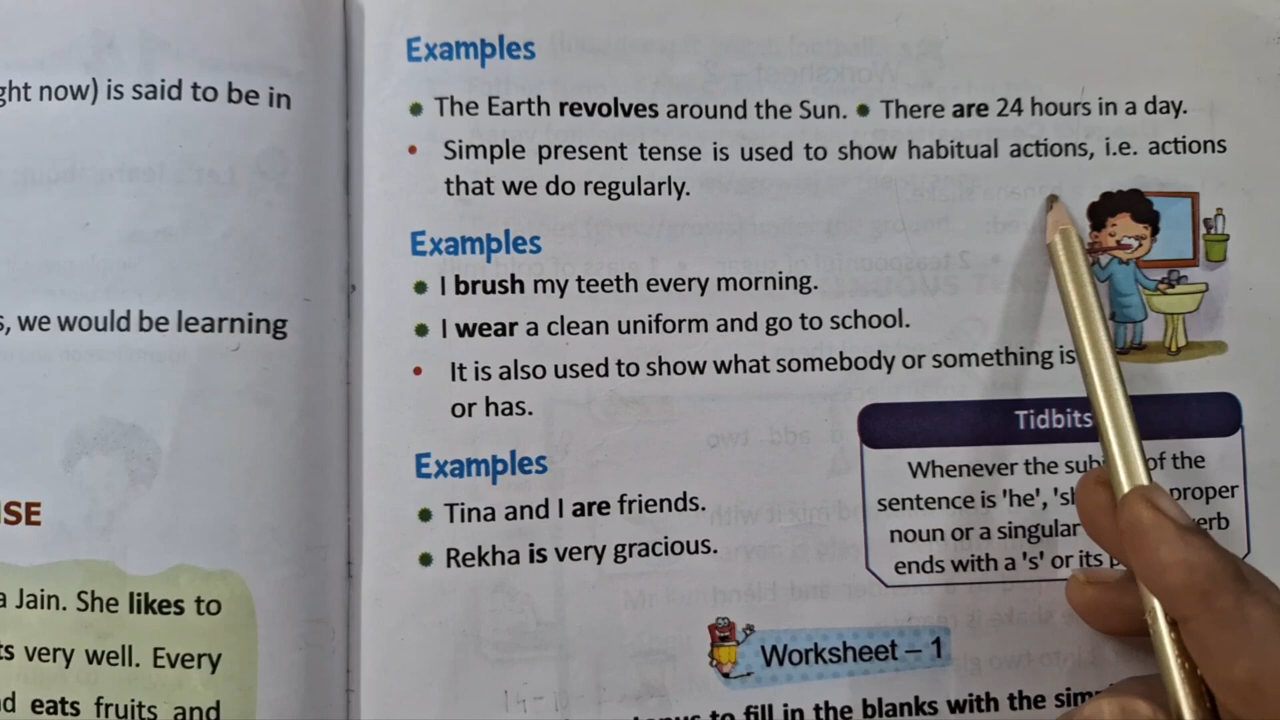 ght now) is said to be in
s, we would be learning
SE
a Jain. She likes to
ts very well. Every
d eats fruits and
Examples
The Earth revolves around the Sun. • There are 24 hours in a day.
• Simple present tense is used to show habitual actions, i.e. actions
that we do regularly.
Examples
I brush my teeth every morning.
I wear a clean uniform and go to school.
• It is also used to show what somebody or something is
or has.
Examples
Tina and I are friends.
Rekha is very gracious.
Tidbits
Whenever the of the
sentence is 'he', proper
noun or a singular
ends with a 's' or its
Worksheet – 1
to fill in the blanks with the